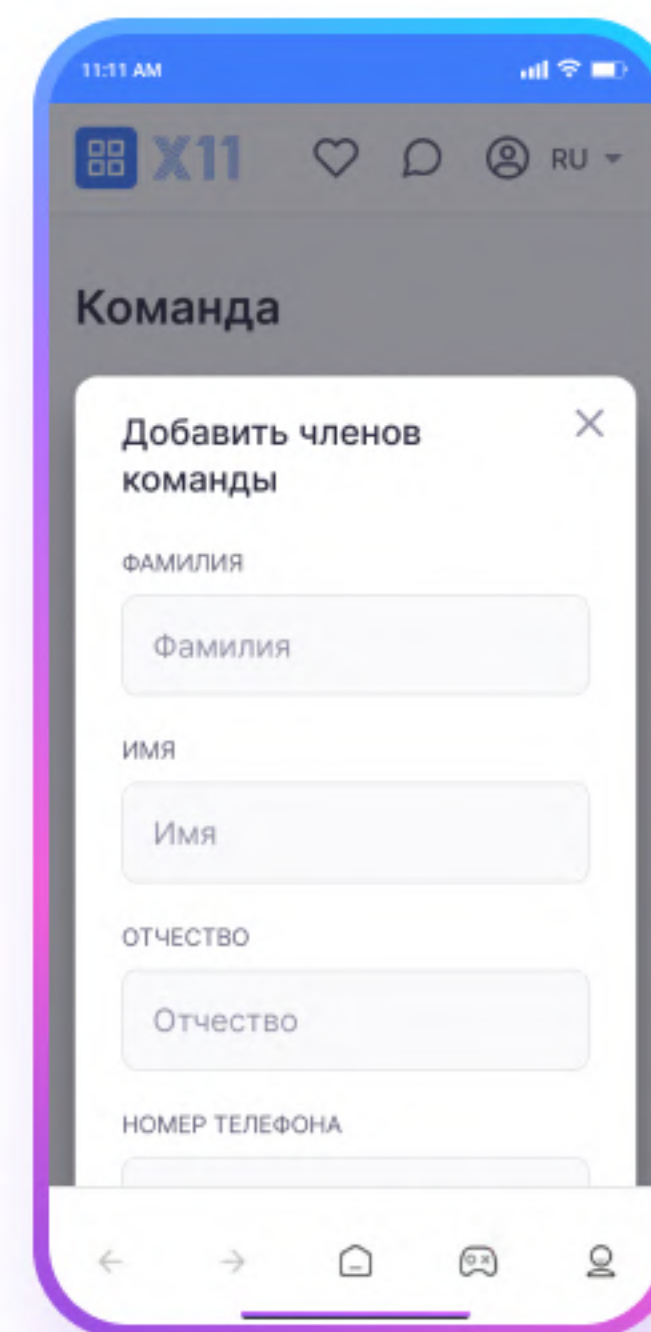 11:11 AM
X11 RU
Команда
Добавить членов
команды
ФАМИЛИЯ
Фамилия
ИМЯ
Имя
ОТЧЕСТВО
Отчество
НОМЕР ТЕЛЕФОНА